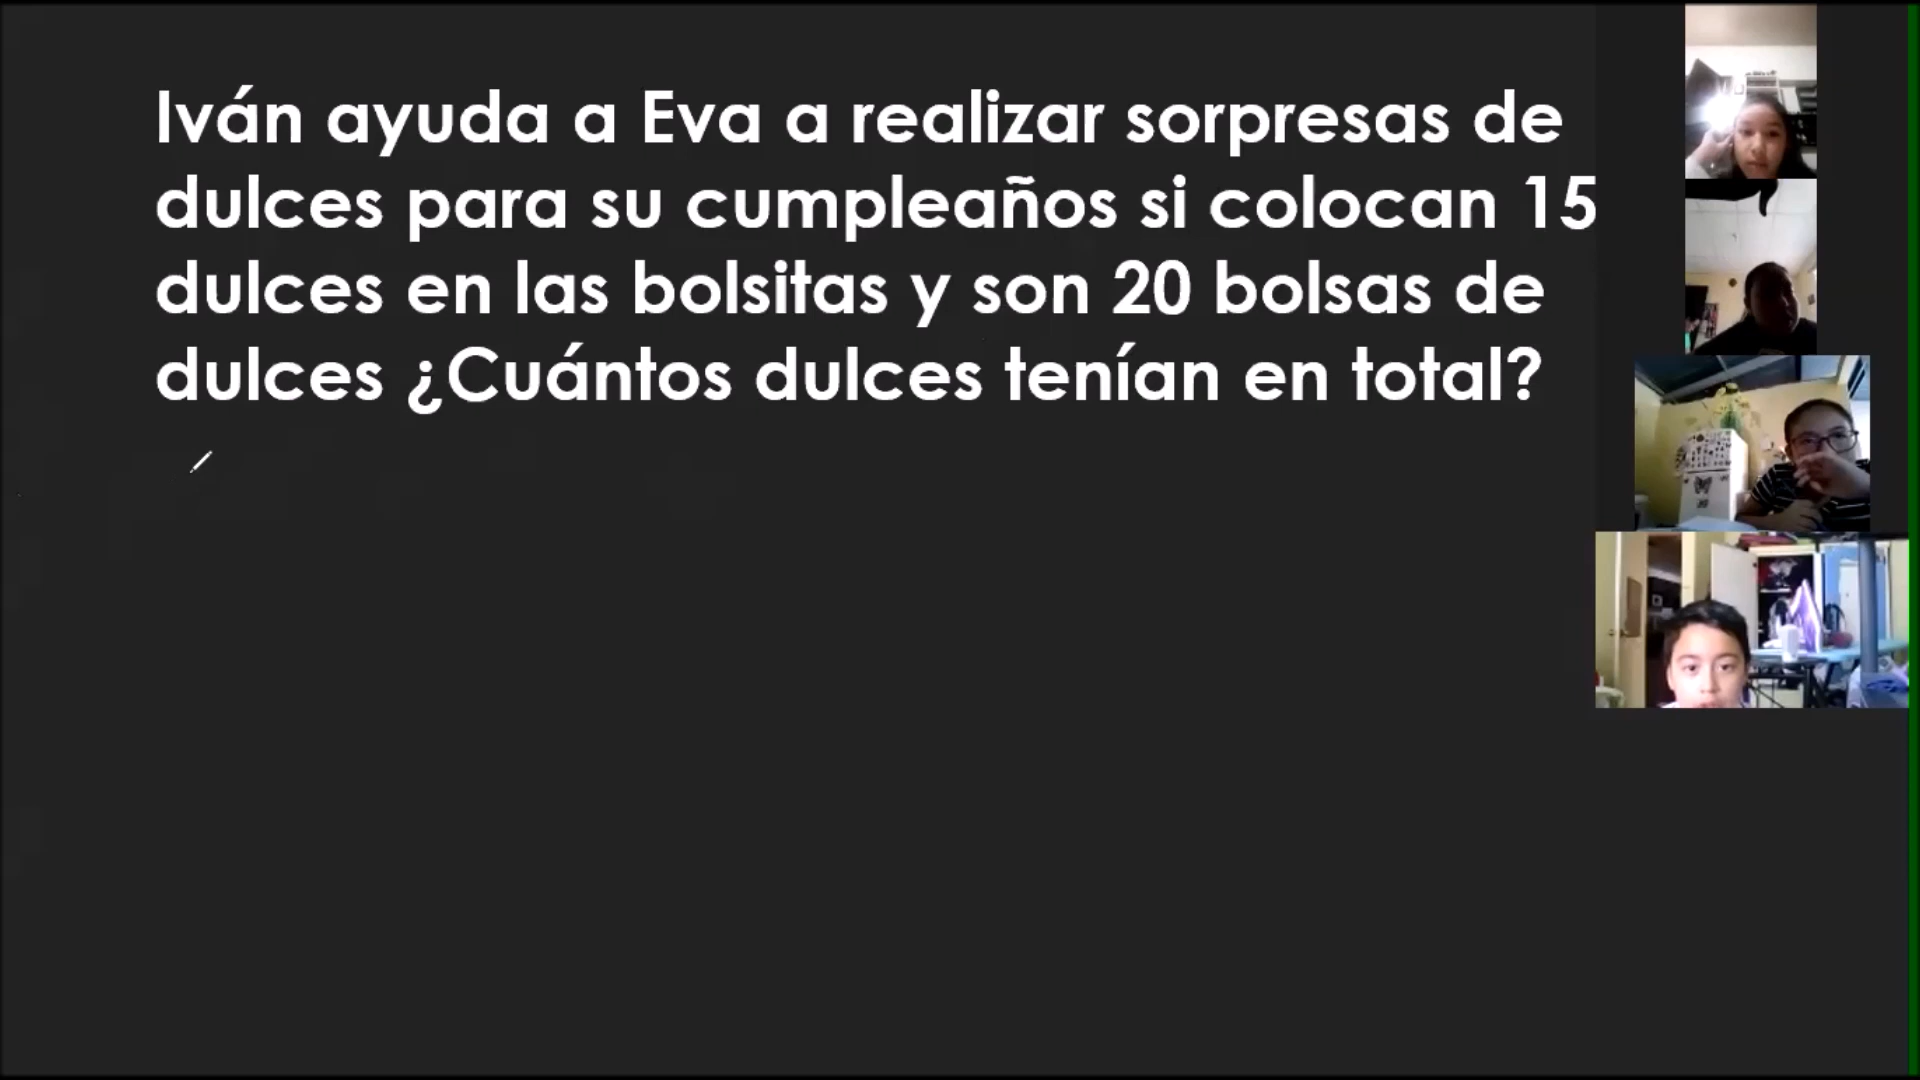 Iván ayuda a Eva a realizar sorpresas de
dulces para su cumpleaños si colocan 15
dulces en las bolsitas y son 20 bolsas de
dulces ¿Cuántos dulces tenían en total?